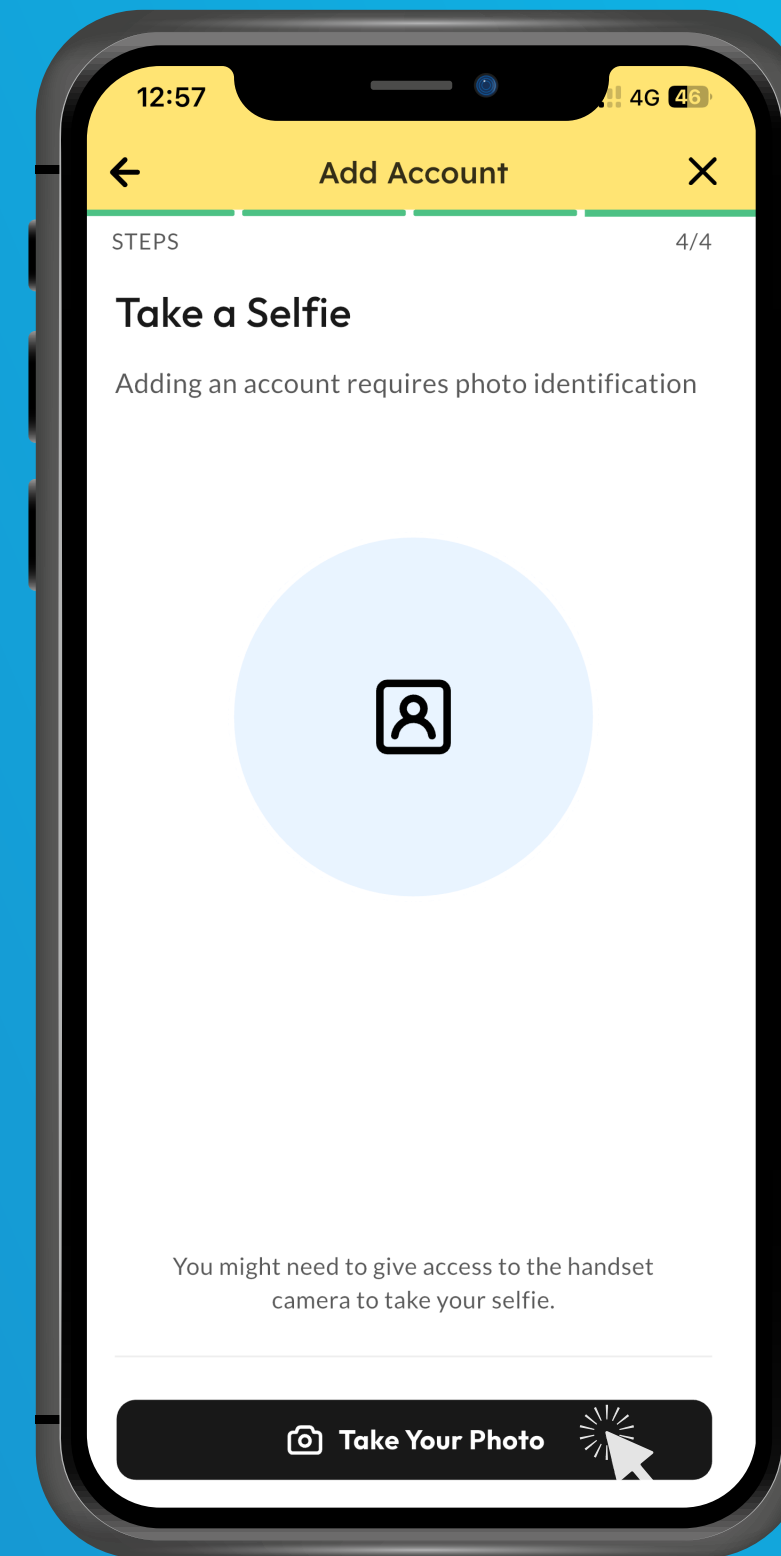 12:57
4G 46
Add Account
STEPS
4/4
Take a Selfie
Adding an account requires photo identification
You might need to give access to the handset
camera to take your selfie.
Take Your Photo